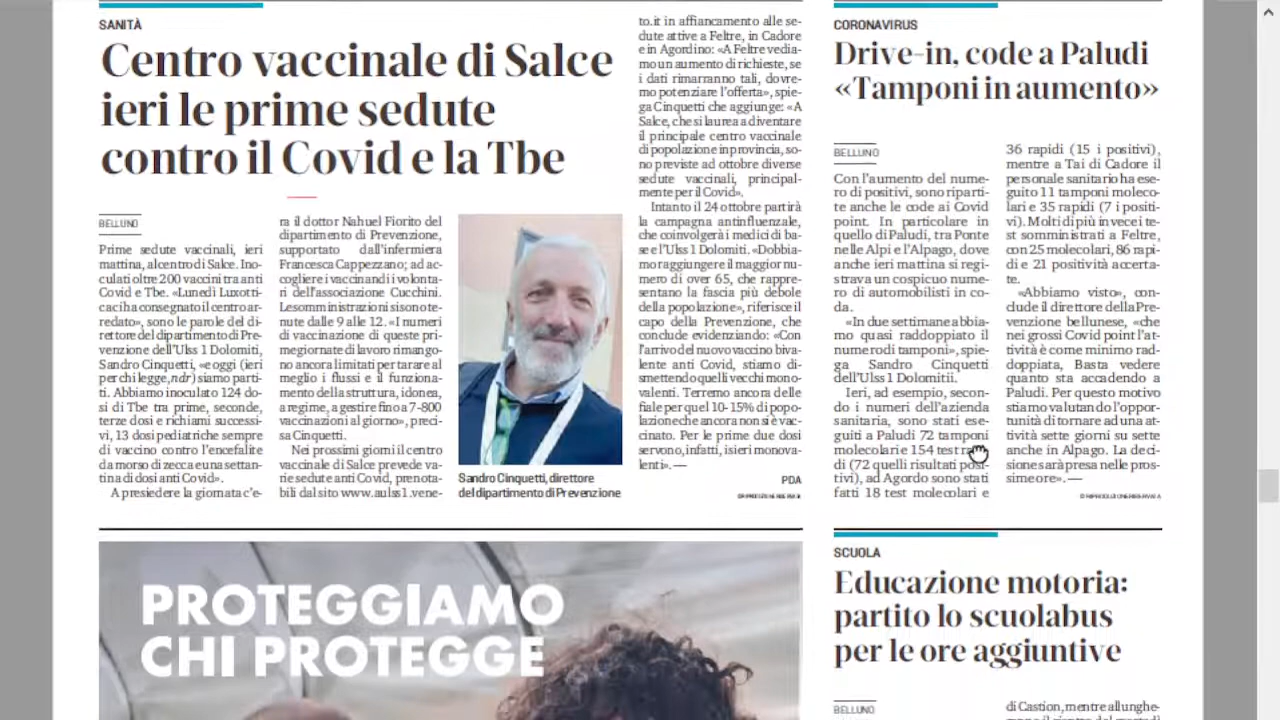 SANITÀ
Centro vaccinale di Salce
ieri le prime sedute
contro il Covid e la Tbe
BELLUNO
Prime sedute vaccinali, ieri
mattina, al centro di Salce. Ino-
culati oltre 200 vaccini tra anti
Covid e Tbe. «Lunedì Luxotti-
ca ci ha consegnato il centro ar-
redato», sono le parole del di-
rettore del dipartimento di Pre-
venzione dell'Ulss 1 Dolomiti,
Sandro Cinquetti, «e oggi (ieri
per chi legge, ndr) siamo parti-
ti. Abbiamo inoculato 124 do-
si di Tbe tra prime, seconde,
terze dosi e richiami successi-
vi, 13 dosi pediatriche sempre
di vaccino contro l'encefalite
da morso di zecca e una settan-
tina di dosi anti Covid».
A presiedere la giornata c'e-
ra il dottor Nahuel Fiorito del
dipartimento di Prevenzione,
supportato dall'infermiera
Francesca Cappezzano; ad ac-
cogliere i vaccinandi i volonta-
ri dell'associazione Cucchini.
Le somministrazioni si sono te-
nute dalle 9 alle 12. «I numeri
di vaccinazione di queste pri-
me giornate di lavoro rimango-
no ancora limitati per tarare al
meglio i flussi e il funziona-
mento della struttura, idonea,
a regime, a gestire fino a 7-800
vaccinazioni al giorno», preci-
sa Cinquetti.
Nei prossimi giorni il centro
vaccinale di Salce prevede va-
rie sedute anti Covid, prenota-
bili dal sito www.aulss1.vene-
Sandro Cinquetti, direttore
del dipartimento di Prevenzione
to.it in affiancamento alle se-
dute attive a Feltre, in Cadore
e in Agordino: «A Feltre vedia-
mo un aumento di richieste, se
i dati rimarranno tali, dovre-
mo potenziare l'offerta», spie-
ga Cinquetti che aggiunge: «A
Salce, che si laurea a diventare
il principale centro vaccinale
di popolazione in provincia, so-
no previste ad ottobre diverse
sedute vaccinali, principal-
mente per il Covid».
Intanto il 24 ottobre partirà
la campagna antinfluenzale,
che coinvolgerà i medici di ba-
se e l'Ulss 1 Dolomiti. «Dobbia-
mo raggiungere il maggior nu-
mero di over 65, che rappre-
sentano la fascia più debole
della popolazione», riferisce il
capo della Prevenzione, che
conclude evidenziando: «Con
l'arrivo del nuovo vaccino biva-
lente anti Covid, stiamo di-
smettendo quelli vecchi mono-
valenti. Terremo ancora delle
fiale per quel 10-15% di popo-
lazione che ancora non si è vac-
cinato. Per le prime due dosi
servono, infatti, i sieri monova-
lenti». —
PDA
©RIPRODUZIONE RISERVATA
CORONAVIRUS
Drive-in, code a Paludi
«Tamponi in aumento»
BELLUNO
Con l'aumento del nume-
ro di positivi, sono riparti-
te anche le code ai Covid
point. In particolare in
quello di Paludi, tra Ponte
nelle Alpi e l'Alpago, dove
anche ieri mattina si regi-
strava un cospicuo nume-
ro di automobilisti in co-
da.
«In due settimane abbia-
mo quasi raddoppiato il
numero di tamponi», spie-
ga Sandro Cinquetti
dell'Ulss 1 Dolomitii.
Ieri, ad esempio, secon-
do i numeri dell'azienda
sanitaria, sono stati ese-
guiti a Paludi 72 tamponi
molecolari e 154 test rapi-
di (72 quelli risultati posi-
tivi), ad Agordo sono stati
fatti 18 test molecolari e
36 rapidi (15 i positivi),
mentre a Tai di Cadore il
personale sanitario ha ese-
guito 11 tamponi moleco-
lari e 35 rapidi (7 i positi-
vi). Molti di più invece i te-
st somministrati a Feltre,
con 25 molecolari, 86 rapi-
di e 21 positività accerta-
te.
«Abbiamo visto», con-
clude il direttore della Pre-
venzione bellunese, «che
nei grossi Covid point l'at-
tività è come minimo rad-
doppiata, Basta vedere
quanto sta accadendo a
Paludi. Per questo motivo
stiamo valutando l'oppor-
tunità di tornare ad una at-
tività sette giorni su sette
anche in Alpago. La deci-
sione sarà presa nelle pros-
sime ore». —
©RIPRODUZIONE RISERVATA
PROTEGGIAMO
CHI PROTEGGE
SCUOLA
Educazione motoria:
partito lo scuolabus
per le ore aggiuntive
BELLUNO
di Castion, mentre allunghe-